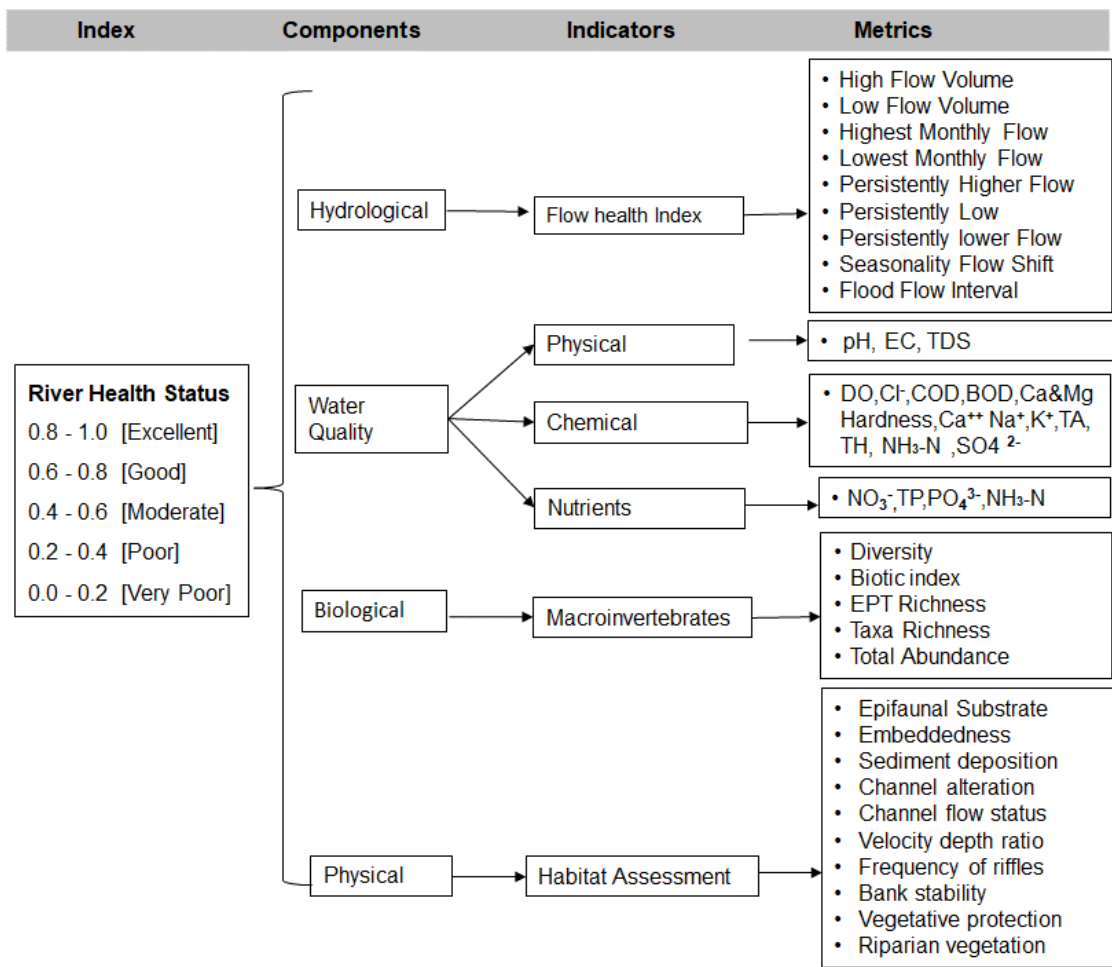 Index Components Indicators Metrics
• High Flow Volume
• Low Flow Volume
• Highest Monthly Flow
• Lowest Monthly Flow
• Persistently Higher Flow
• Persistently Low
• Persistently lower Flow
• Seasonality Flow Shift
• Flood Flow Interval
Hydrological
Flow health Index
Physical
• pH, EC, TDS
River Health Status
0.8 - 1.0 [Excellent]
0.6 - 0.8 [Good]
0.4 - 0.6 [Moderate]
0.2 - 0.4 [Poor]
0.0 - 0.2 [Very Poor]
Water
Quality
Chemical
• DO,Cl⁻,COD,BOD,Ca&Mg
Hardness,Ca⁺⁺ Na⁺,K⁺,TA,
TH, NH₃-N ,SO4 ²⁻
Nutrients
• NO₃⁻,TP,PO₄³⁻,NH₃-N
Biological
Macroinvertebrates
• Diversity
• Biotic index
• EPT Richness
• Taxa Richness
• Total Abundance
Physical
Habitat Assessment
• Epifaunal Substrate
• Embeddedness
• Sediment deposition
• Channel alteration
• Channel flow status
• Velocity depth ratio
• Frequency of riffles
• Bank stability
• Vegetative protection
• Riparian vegetation